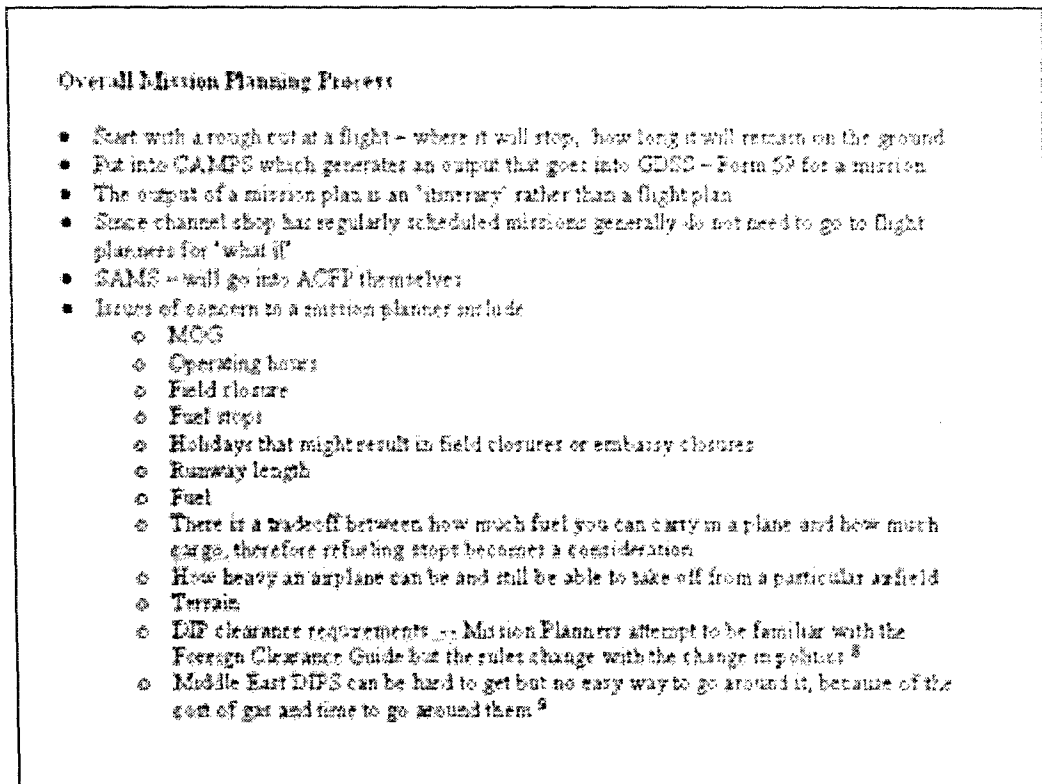 Overall Mission Planning Process
• Start with a rough cut at a flight – where it will stop, how long it will remain on the ground
• Put into CAMPS which generates an output that goes into GDSS – Form 59 for a mission
• The output of a mission plan is an 'itinerary' rather than a flight plan
• Since channel shop has regularly scheduled missions generally do not need to go to flight
planners for 'what if'
• SAMS – will go into ACFP themselves
• Issues of concern to a mission planner include
o MOG
o Operating hours
o Field closure
o Fuel stops
o Holidays that might result in field closures or embassy closures
o Runway length
o Fuel
o There is a tradeoff between how much fuel you can carry in a plane and how much
cargo, therefore refueling stops becomes a consideration
o How heavy an airplane can be and still be able to take off from a particular airfield
o Terrain
o DIP clearance requirements -- Mission Planners attempt to be familiar with the
Foreign Clearance Guide but the rules change with the change in politics 8
o Middle East DIPS can be hard to get but no easy way to go around it, because of the
cost of gas and time to go around them 9